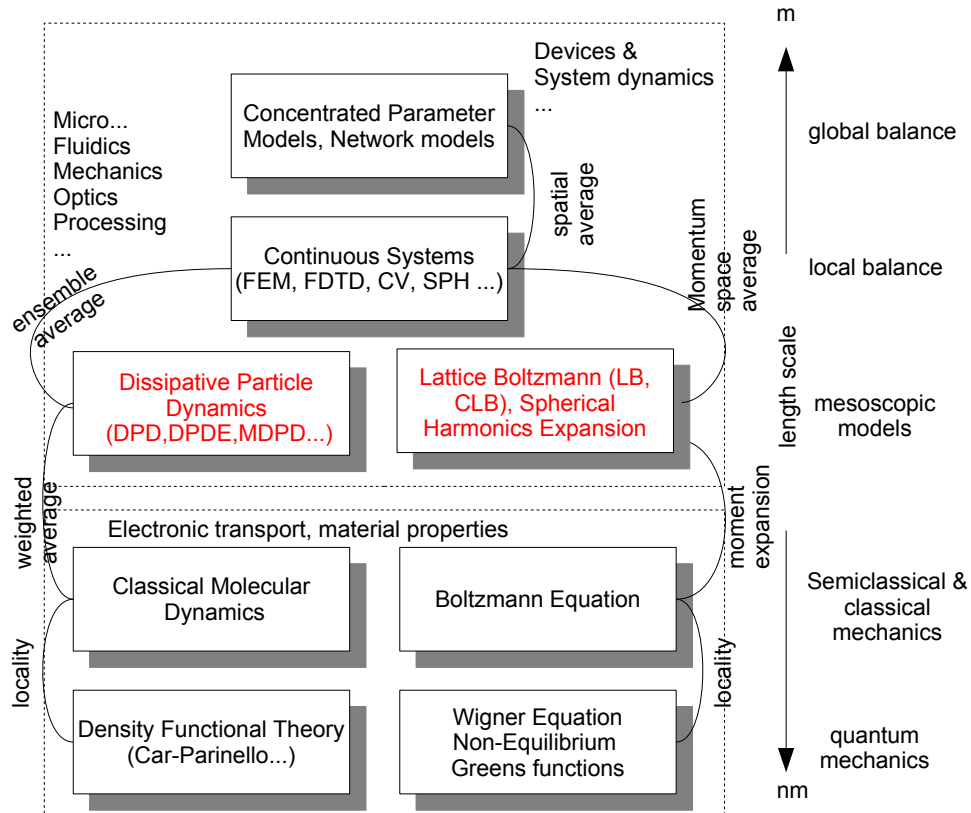 m
Devices &
System dynamics
...
Concentrated Parameter
Models, Network models
Micro...
Fluidics
Mechanics
Optics
Processing
...
global balance
spatial
average
Continuous Systems
(FEM, FDTD, CV, SPH ...)
Momentum
space
average
local balance
ensemble
average
Dissipative Particle
Dynamics
(DPD,DPDE,MDPD...)
Lattice Boltzmann (LB,
CLB), Spherical
Harmonics Expansion
length scale
mesoscopic
models
weighted
average
Electronic transport, material properties
moment
expansion
Classical Molecular
Dynamics
Boltzmann Equation
Semiclassical &
classical
mechanics
locality
locality
Density Functional Theory
(Car-Parinello...)
Wigner Equation
Non-Equilibrium
Greens functions
quantum
mechanics
nm